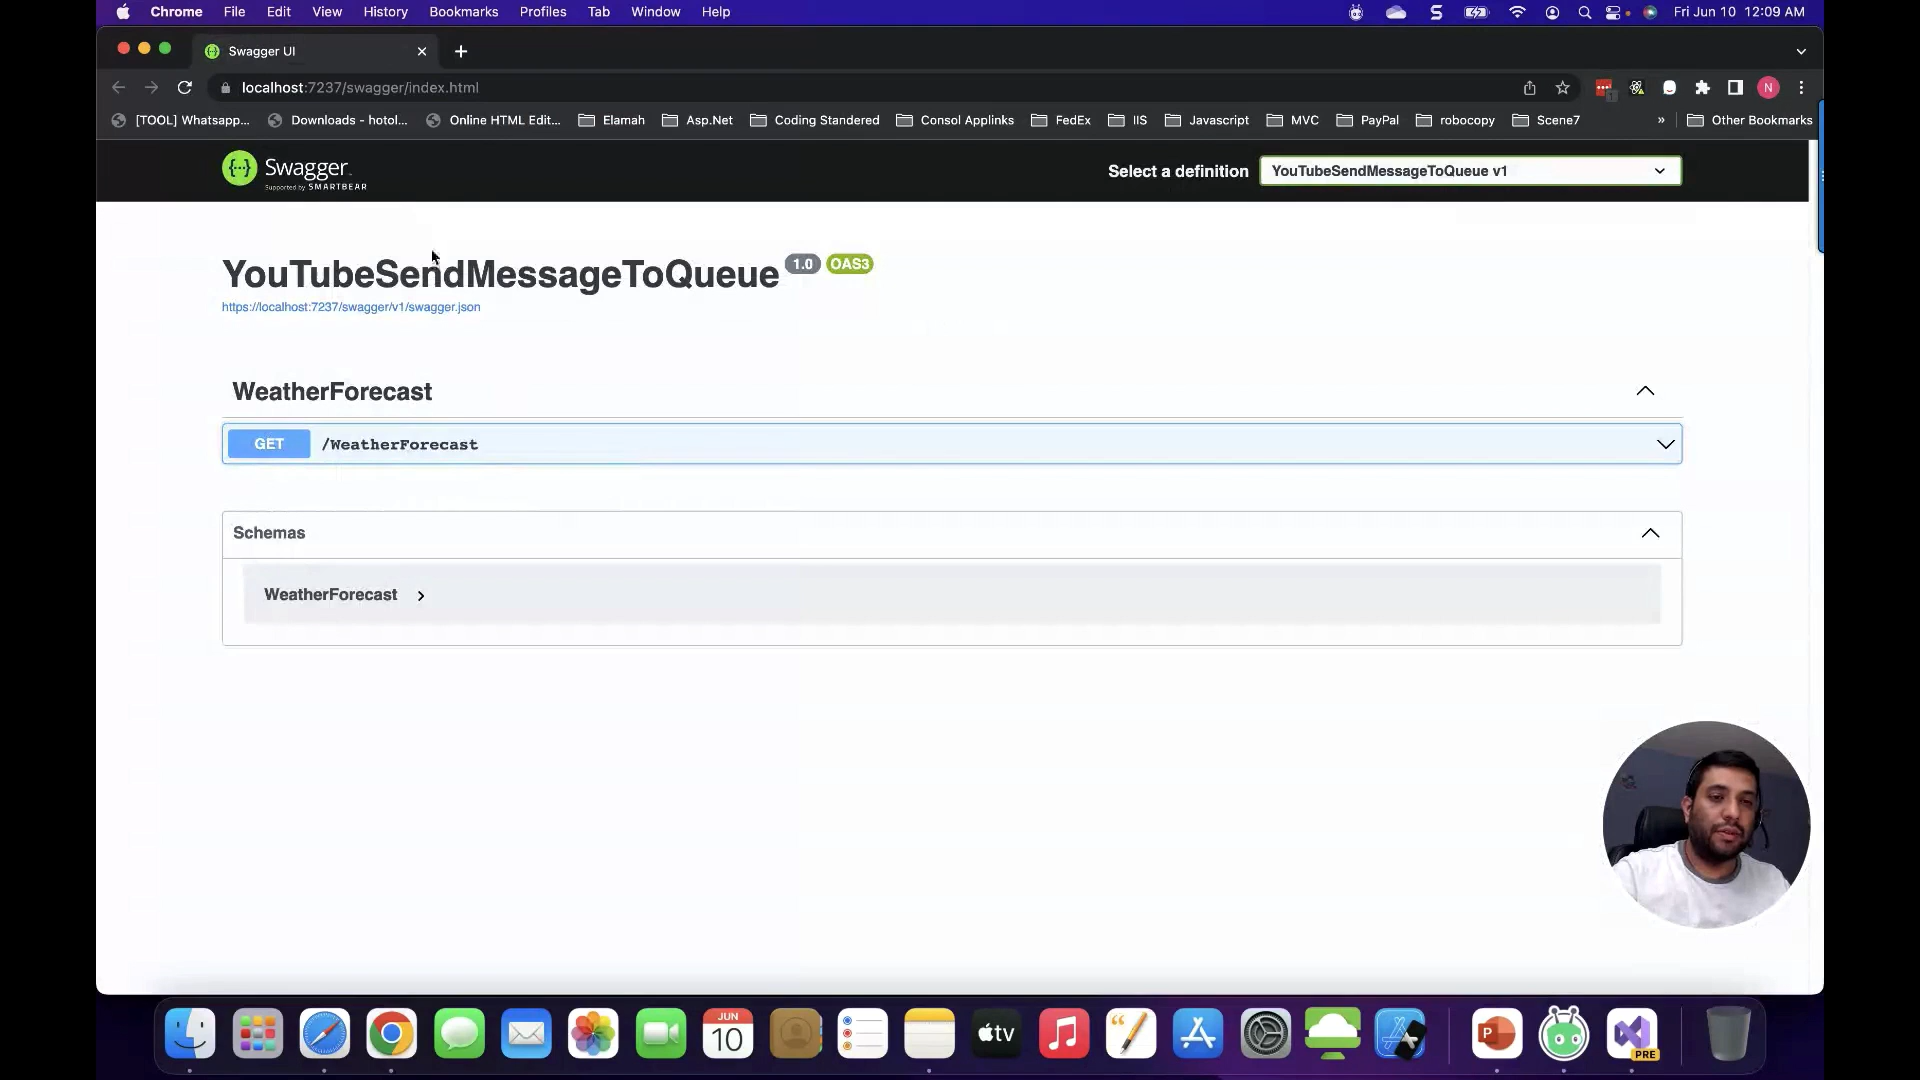 Chrome File Edit View History Bookmarks Profiles Tab Window Help Fri Jun 10 12:09 AM
Swagger UI
localhost:7237/swagger/index.html N
[TOOL] Whatsapp... Downloads - hotol... Online HTML Edit... Elamah Asp.Net Coding Standered Consol Applinks FedEx IIS Javascript MVC PayPal robocopy Scene7 » Other Bookmarks
Swagger
Supported by SMARTBEAR
Select a definition YouTubeSendMessageToQueue v1
YouTubeSendMessageToQueue 1.0 OAS3
https://localhost:7237/swagger/v1/swagger.json
WeatherForecast
GET /WeatherForecast
Schemas
WeatherForecast
JUN
10
tv
P
PRE